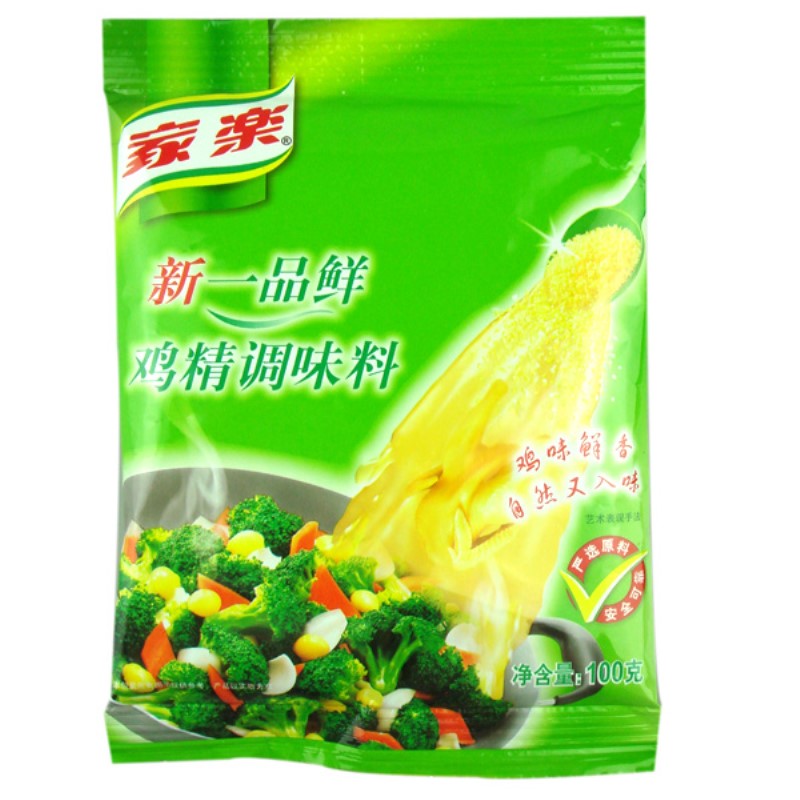 家楽®
新一品鲜
鸡精调味料
鸡味鲜香
自然又入味
艺术表现手法
严选原料
安全可靠
净含量:100克